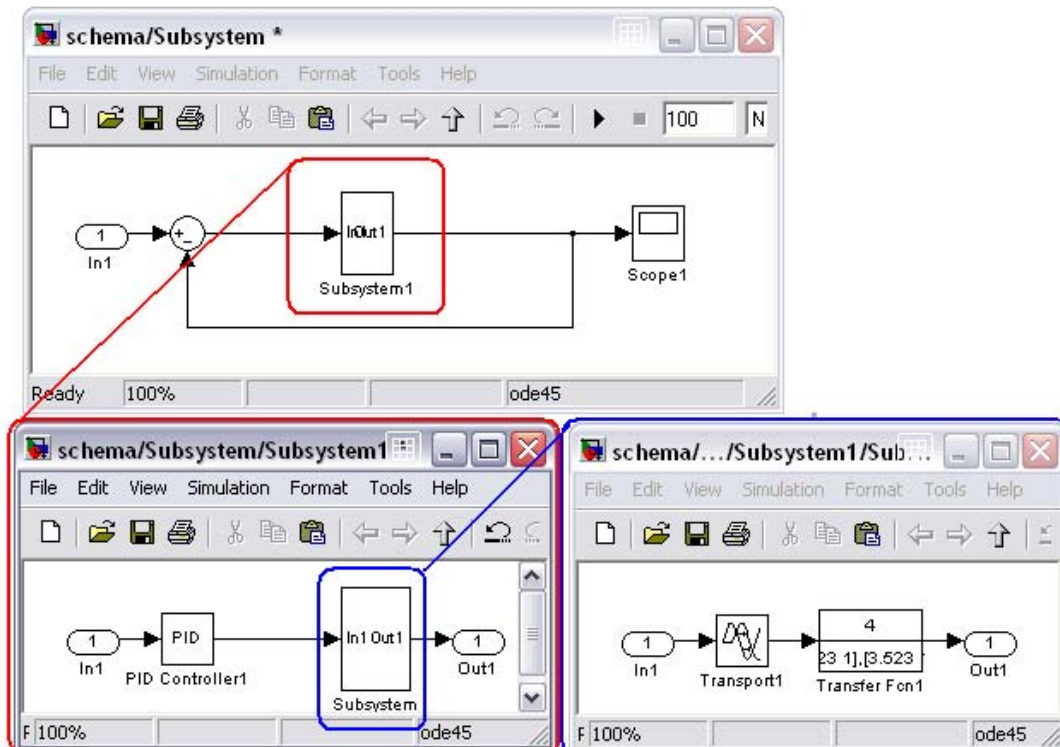 schema/Subsystem *
File Edit View Simulation Format Tools Help
100 N
1
In1
+
-
Out1
Subsystem1
Scope1
Ready 100% ode45
schema/Subsystem/Subsystem1
File Edit View Simulation Format Tools Help
1
In1
PID
PID Controller1
In1 Out1
Subsystem
1
Out1
F 100% ode45
schema/.../Subsystem1/Sub...
File Edit View Simulation Format Tools Help
1
In1
Transport1
4
23 1],[3.523
Transfer Fcn1
1
Out1
F 100% ode45